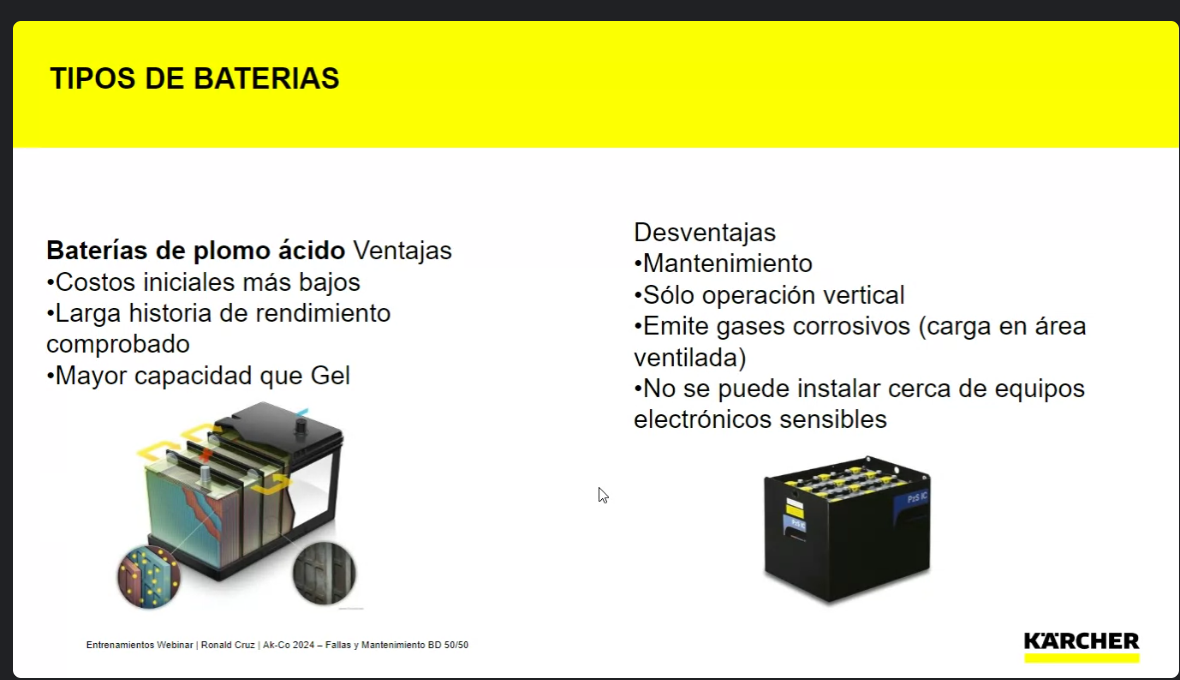 TIPOS DE BATERIAS
Baterías de plomo ácido Ventajas
•Costos iniciales más bajos
•Larga historia de rendimiento
comprobado
•Mayor capacidad que Gel
Desventajas
•Mantenimiento
•Sólo operación vertical
•Emite gases corrosivos (carga en área
ventilada)
•No se puede instalar cerca de equipos
electrónicos sensibles
PzS IC
PzS IC
Entrenamientos Webinar | Ronald Cruz | Ak-Co 2024 – Fallas y Mantenimiento BD 50/50
KÄRCHER